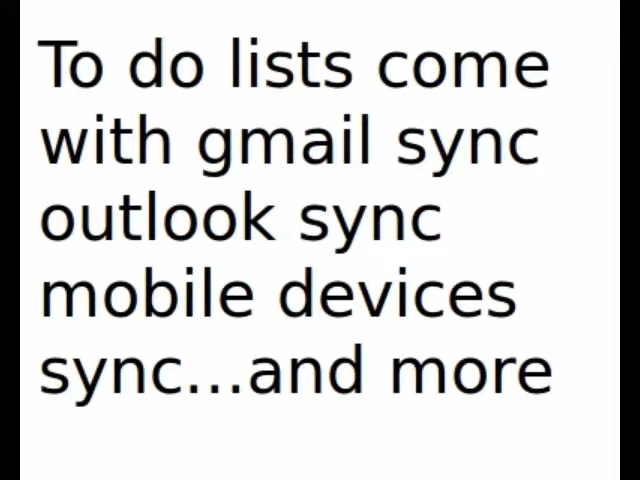 To do lists come
with gmail sync
outlook sync
mobile devices
sync...and more